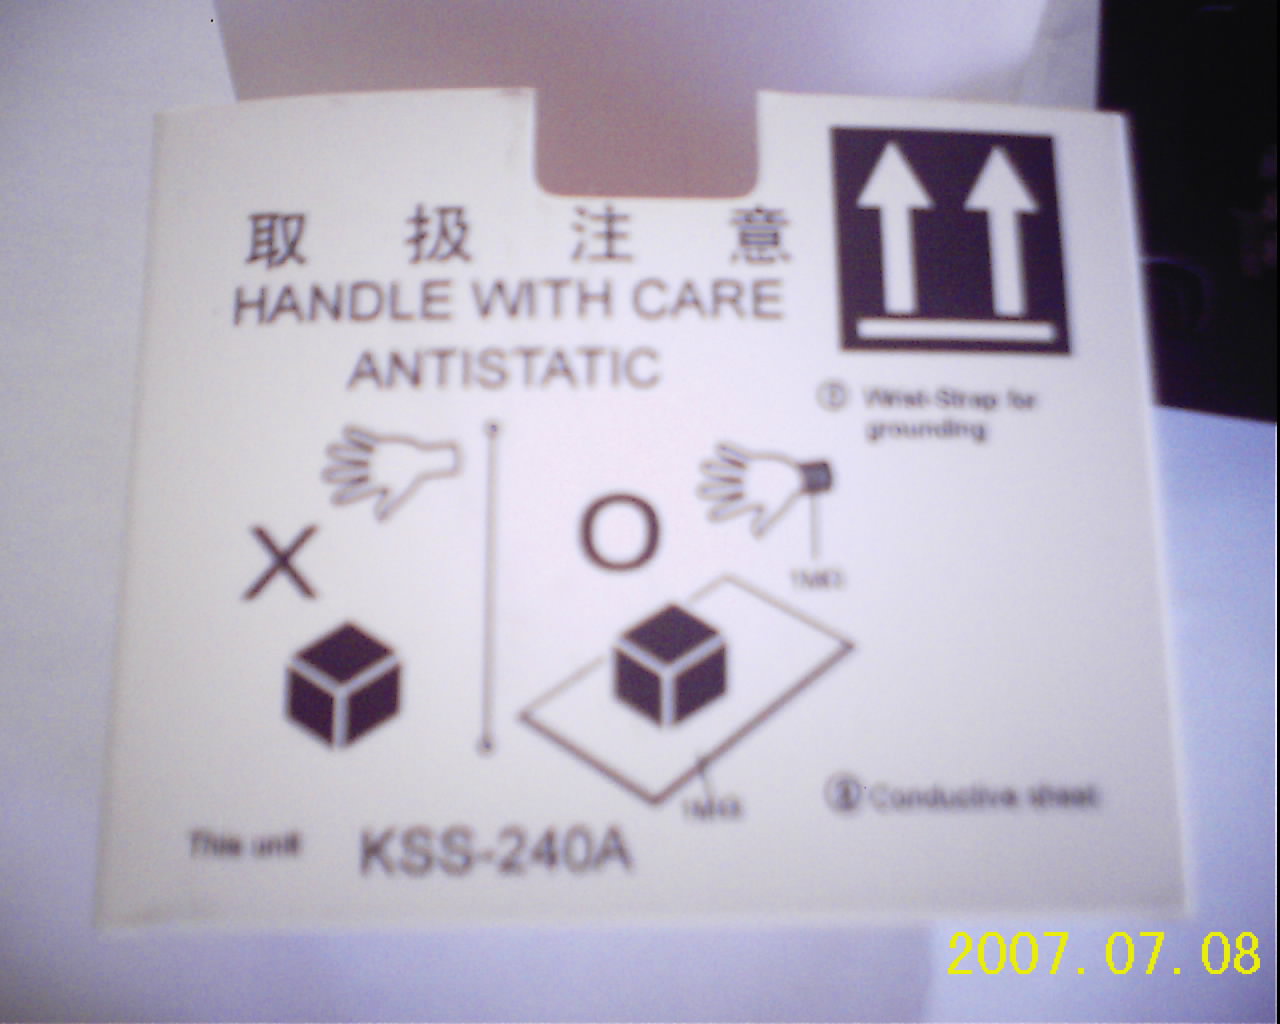 取扱注意
HANDLE WITH CARE
ANTISTATIC
① Wrist-Strap for
grounding
X
O
1MΩ
1MΩ
② Conductive sheet
This unit KSS-240A
2007.07.08